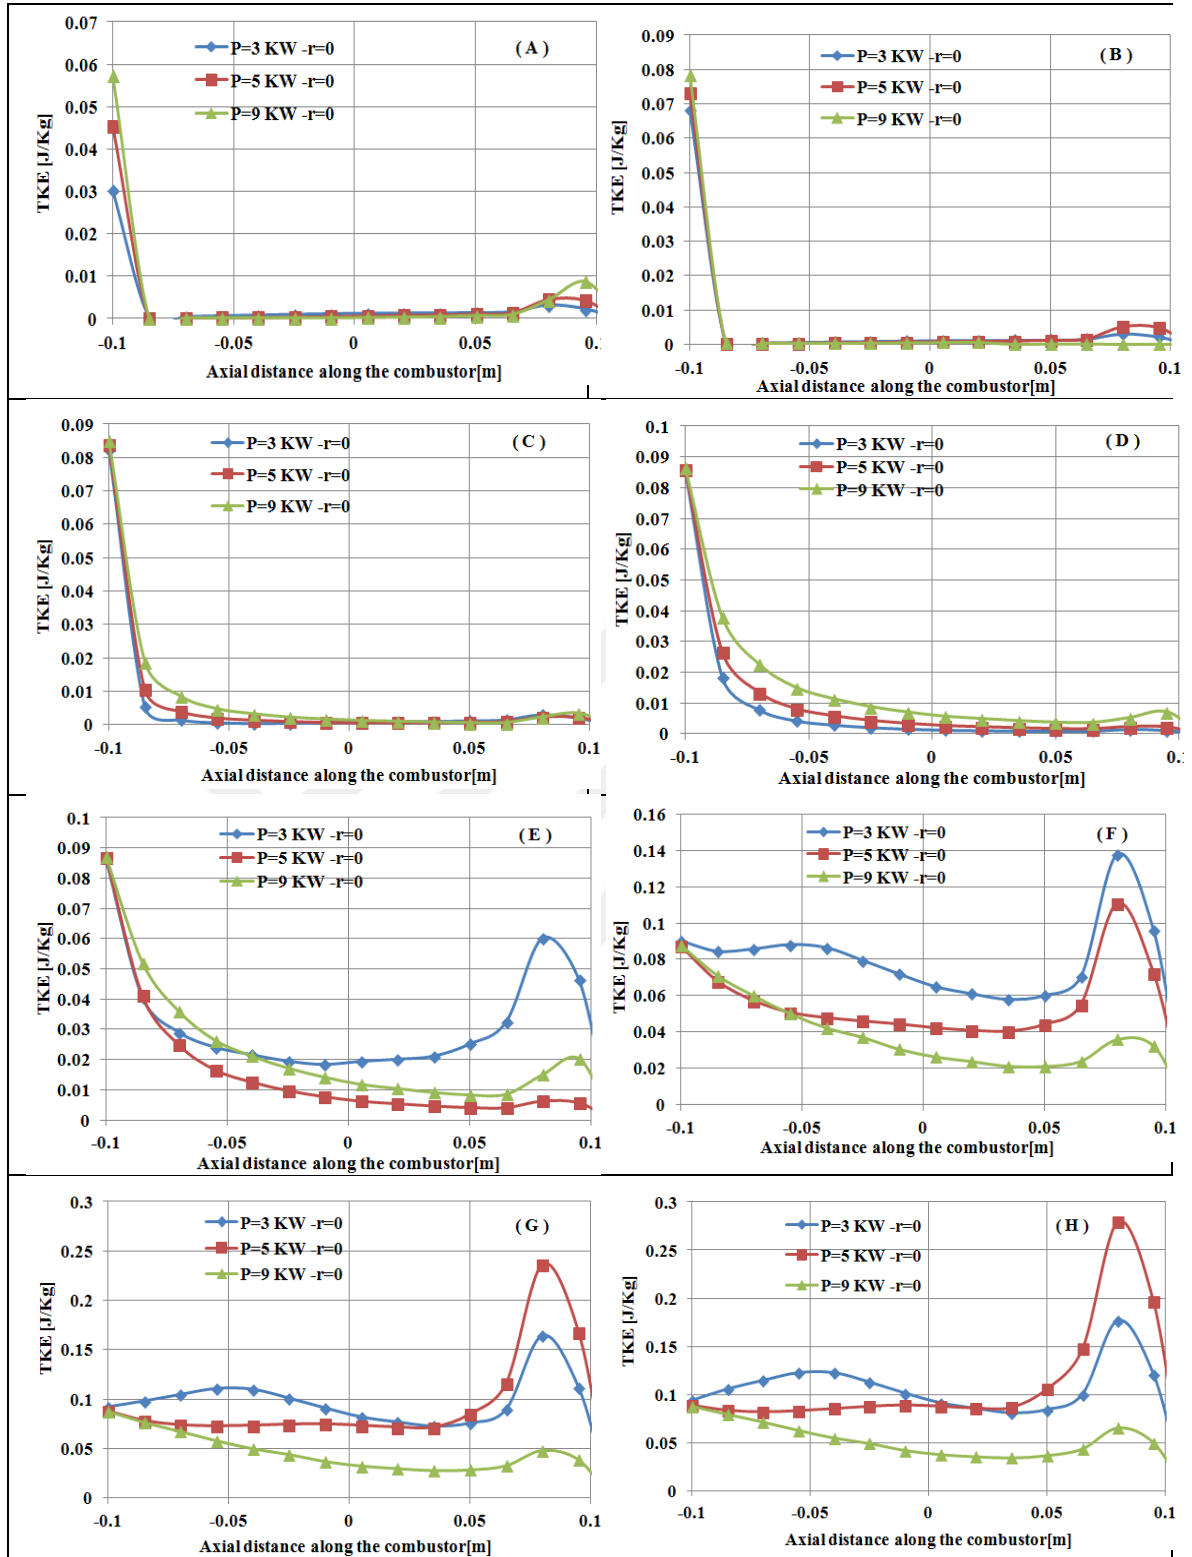 0.07
0.06
0.05
0.04
0.03
0.02
0.01
0
TKE [J/Kg]
P=3 KW -r=0
P=5 KW -r=0
P=9 KW -r=0
( A )
-0.1
-0.05
0
0.05
0.
Axial distance along the combustor[m]
0.09
0.08
0.07
0.06
0.05
0.04
0.03
0.02
0.01
0
TKE [J/Kg]
P=3 KW -r=0
P=5 KW -r=0
P=9 KW -r=0
( B )
-0.1
-0.05
0
0.05
0.1
Axial distance along the combustor[m]
0.09
0.08
0.07
0.06
0.05
0.04
0.03
0.02
0.01
0
TKE [J/Kg]
P=3 KW -r=0
P=5 KW -r=0
P=9 KW -r=0
( C )
-0.1
-0.05
0
0.05
0.1
Axial distance along the combustor[m]
0.1
0.09
0.08
0.07
0.06
0.05
0.04
0.03
0.02
0.01
0
TKE [J/Kg]
P=3 KW -r=0
P=5 KW -r=0
P=9 KW -r=0
( D )
-0.1
-0.05
0
0.05
0.1
Axial distance along the combustor[m]
0.1
0.09
0.08
0.07
0.06
0.05
0.04
0.03
0.02
0.01
0
TKE [J/Kg]
P=3 KW -r=0
P=5 KW -r=0
P=9 KW -r=0
( E )
-0.1
-0.05
0
0.05
0.1
Axial distance along the combustor[m]
0.16
0.14
0.12
0.1
0.08
0.06
0.04
0.02
0
TKE [J/Kg]
P=3 KW -r=0
P=5 KW -r=0
P=9 KW -r=0
( F )
-0.1
-0.05
0
0.05
0.1
Axial distance along the combustor[m]
0.3
0.25
0.2
0.15
0.1
0.05
0
TKE [J/Kg]
P=3 KW -r=0
P=5 KW -r=0
P=9 KW -r=0
( G )
-0.1
-0.05
0
0.05
0.1
Axial distance along the combustor[m]
0.3
0.25
0.2
0.15
0.1
0.05
0
TKE [J/Kg]
P=3 KW -r=0
P=5 KW -r=0
P=9 KW -r=0
( H )
-0.1
-0.05
0
0.05
0.1
Axial distance along the combustor[m]